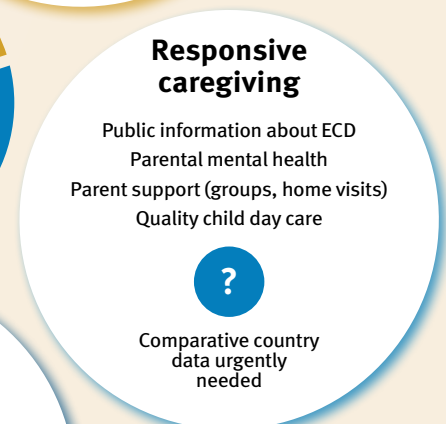 Responsive
caregiving
Public information about ECD
Parental mental health
Parent support (groups, home visits)
Quality child day care
?
Comparative country
data urgently
needed